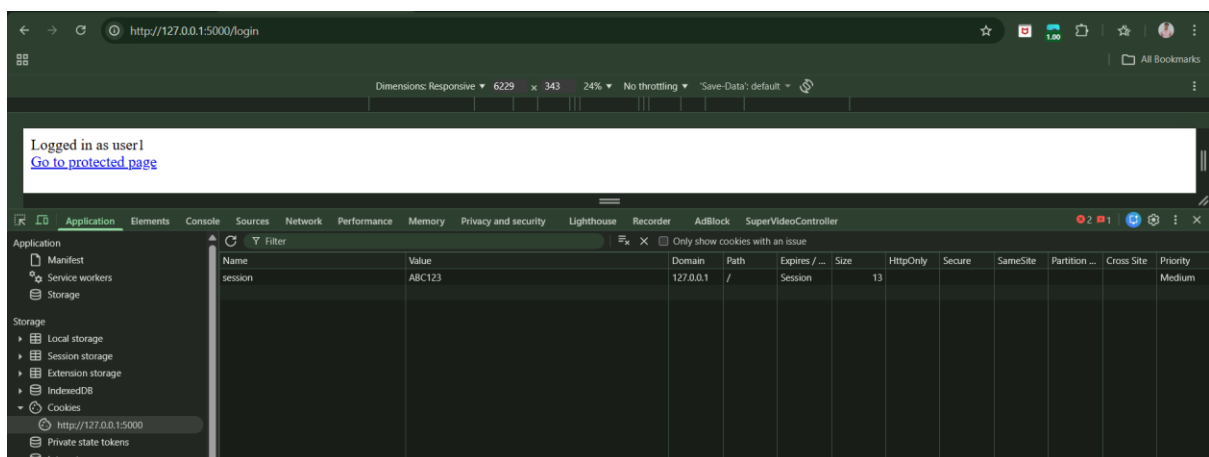 http://127.0.0.1:5000/login
1.00
All Bookmarks
Dimensions: Responsive 6229 x 343 24% No throttling 'Save-Data': default
Logged in as user1
Go to protected page
Application Elements Console Sources Network Performance Memory Privacy and security Lighthouse Recorder AdBlock SuperVideoController 2 1
Application Filter Only show cookies with an issue
Manifest Name Value Domain Path Expires / ... Size HttpOnly Secure SameSite Partition ... Cross Site Priority
Service workers session ABC123 127.0.0.1 / Session 13 Medium
Storage
Storage
Local storage
Session storage
Extension storage
IndexedDB
Cookies
http://127.0.0.1:5000
Private state tokens